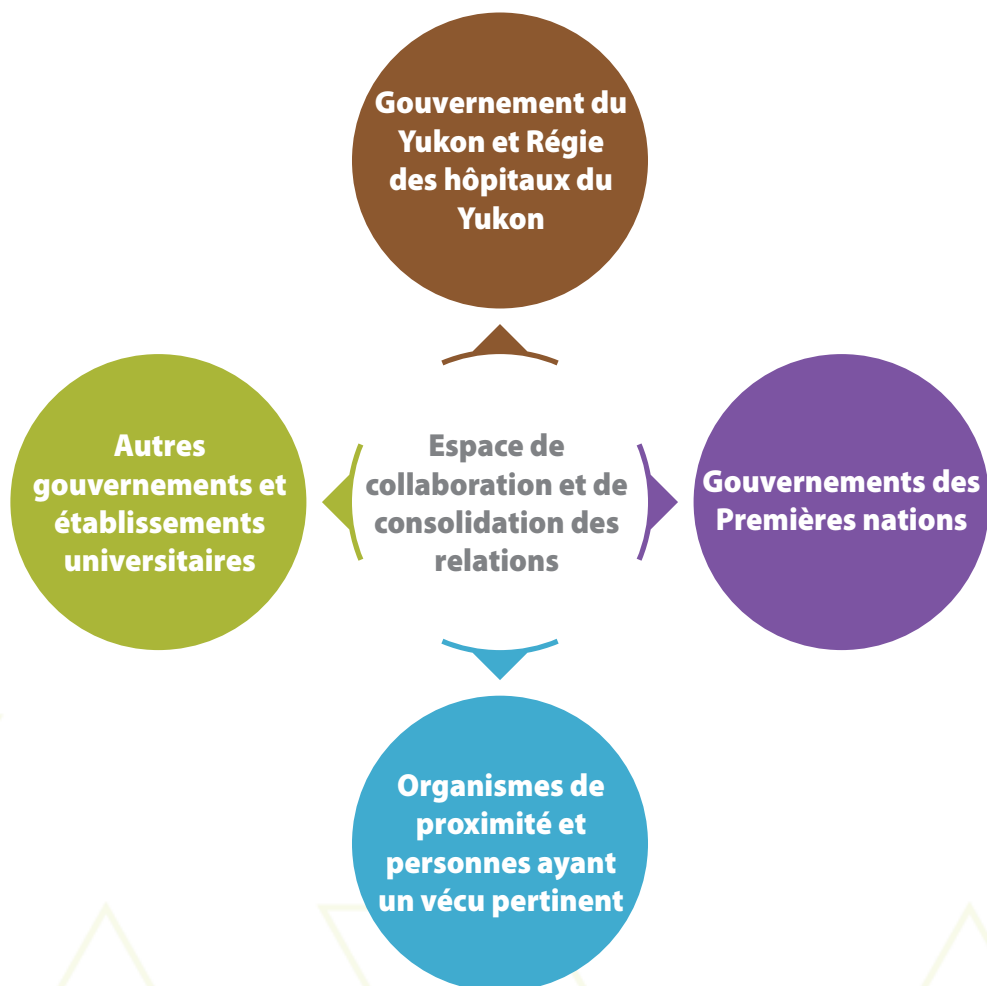 Gouvernement du
Yukon et Régie
des hôpitaux du
Yukon
Autres
gouvernements et
établissements
universitaires
Espace de
collaboration et de
consolidation des
relations
Gouvernements des
Premières nations
Organismes de
proximité et
personnes ayant
un vécu pertinent